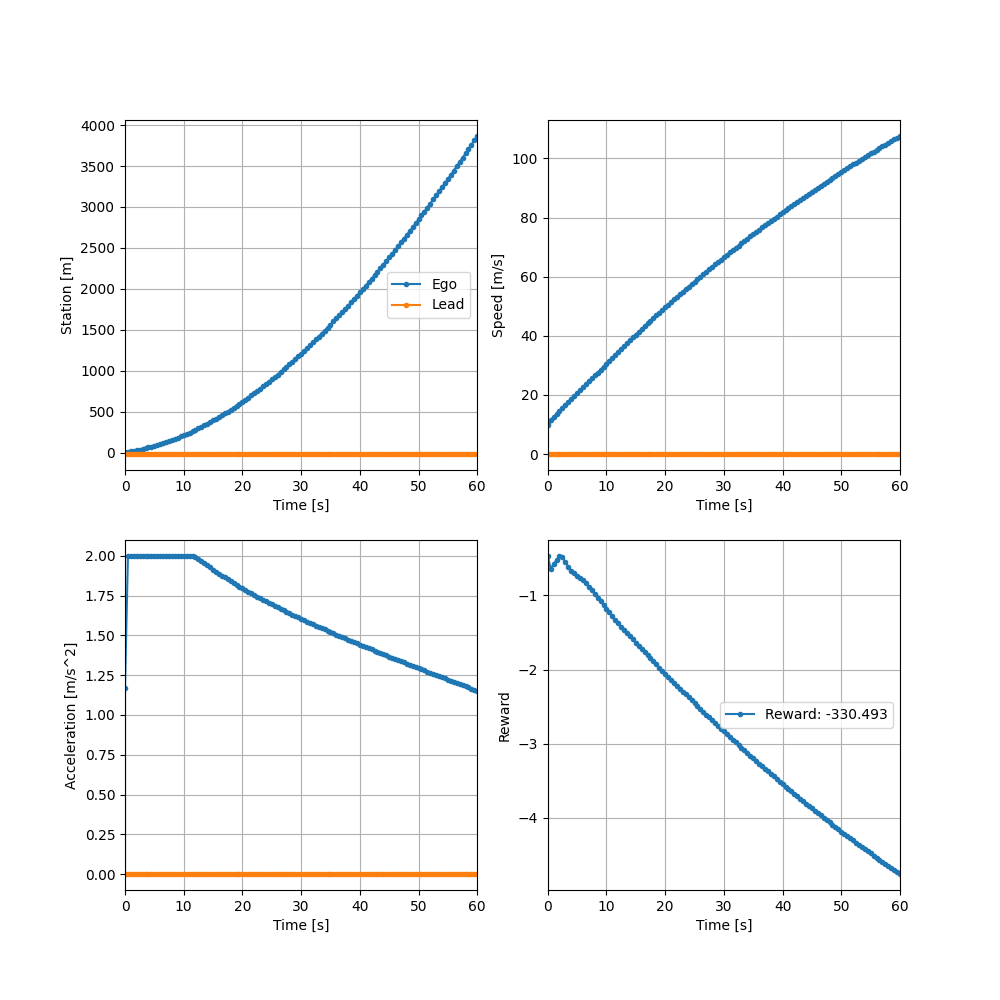 4000
3500
3000
2500
2000
1500
1000
500
0
Station [m]
0 10 20 30 40 50 60
Time [s]
Ego
Lead
100
80
60
40
20
0
Speed [m/s]
0 10 20 30 40 50 60
Time [s]
2.00
1.75
1.50
1.25
1.00
0.75
0.50
0.25
0.00
Acceleration [m/s^2]
0 10 20 30 40 50 60
Time [s]
−1
−2
−3
−4
Reward
Reward: -330.493
0 10 20 30 40 50 60
Time [s]